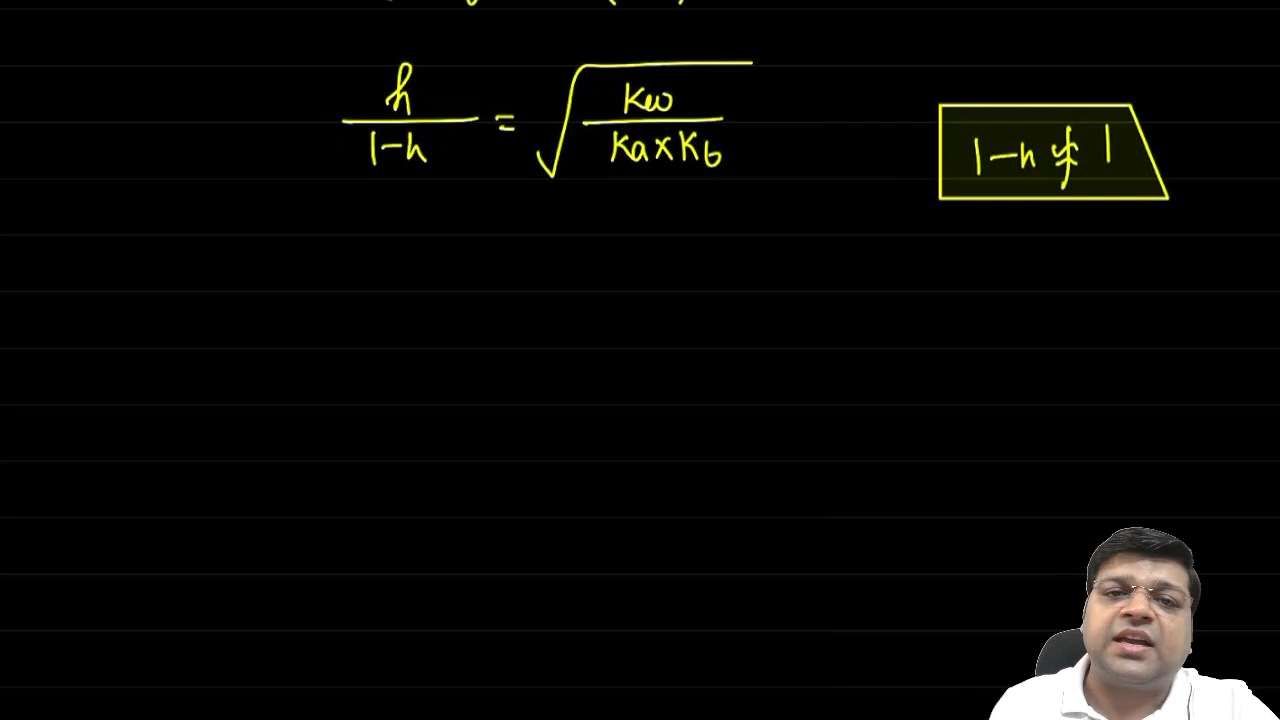 h/(1-h) = √(Kw/(Ka×Kb))
1-h ≄ 1